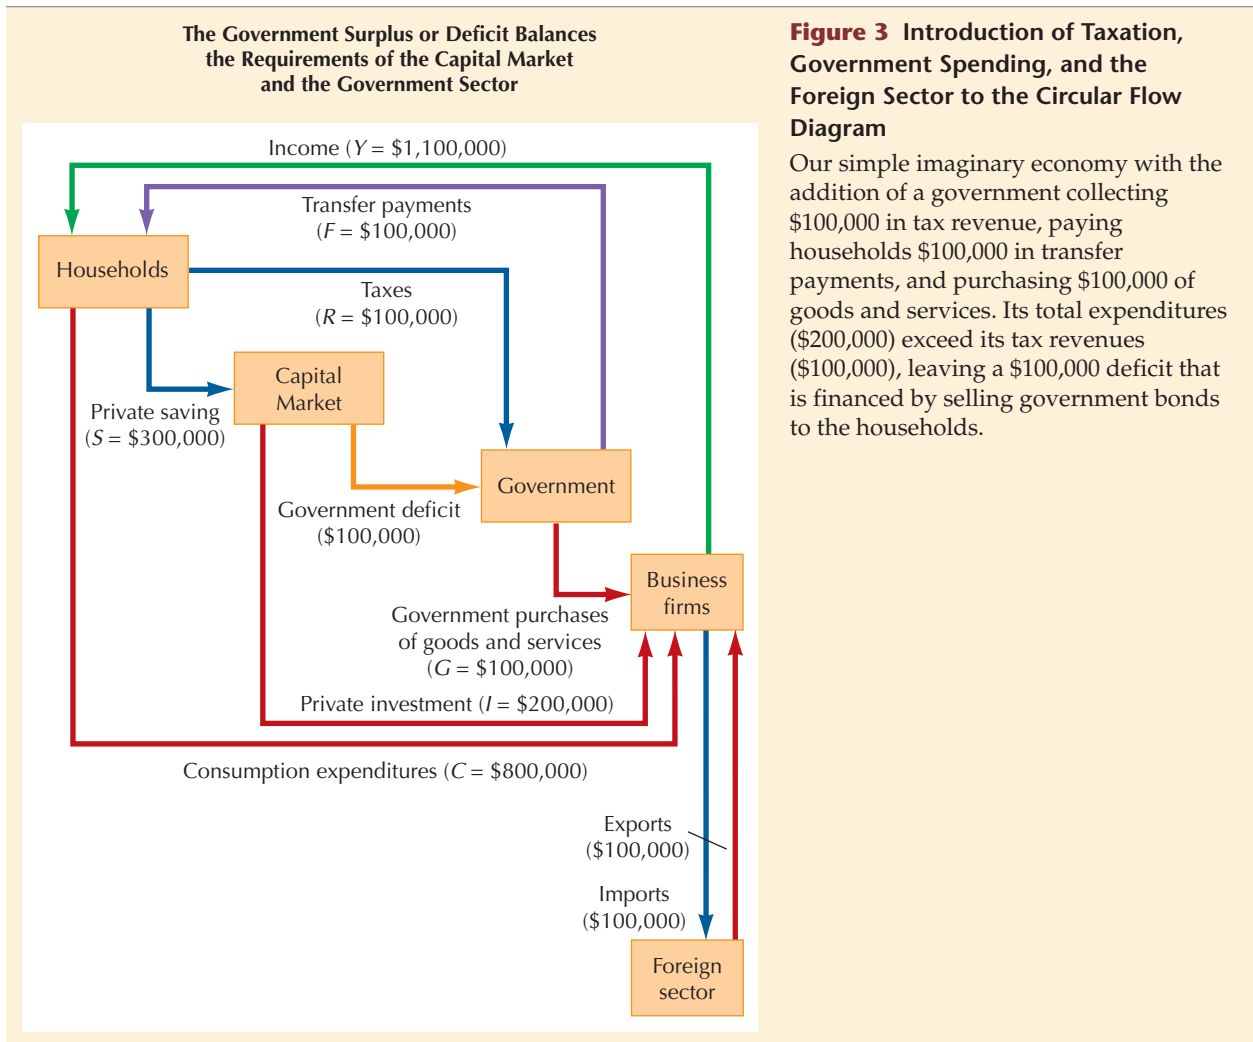 The Government Surplus or Deficit Balances
the Requirements of the Capital Market
and the Government Sector
Income (Y = $1,100,000)
Transfer payments
(F = $100,000)
Households
Taxes
(R = $100,000)
Capital
Market
Private saving
(S = $300,000)
Government
Government deficit
($100,000)
Business
firms
Government purchases
of goods and services
(G = $100,000)
Private investment (I = $200,000)
Consumption expenditures (C = $800,000)
Exports
($100,000)
Imports
($100,000)
Foreign
sector
Figure 3 Introduction of Taxation,
Government Spending, and the
Foreign Sector to the Circular Flow
Diagram
Our simple imaginary economy with the
addition of a government collecting
$100,000 in tax revenue, paying
households $100,000 in transfer
payments, and purchasing $100,000 of
goods and services. Its total expenditures
($200,000) exceed its tax revenues
($100,000), leaving a $100,000 deficit that
is financed by selling government bonds
to the households.